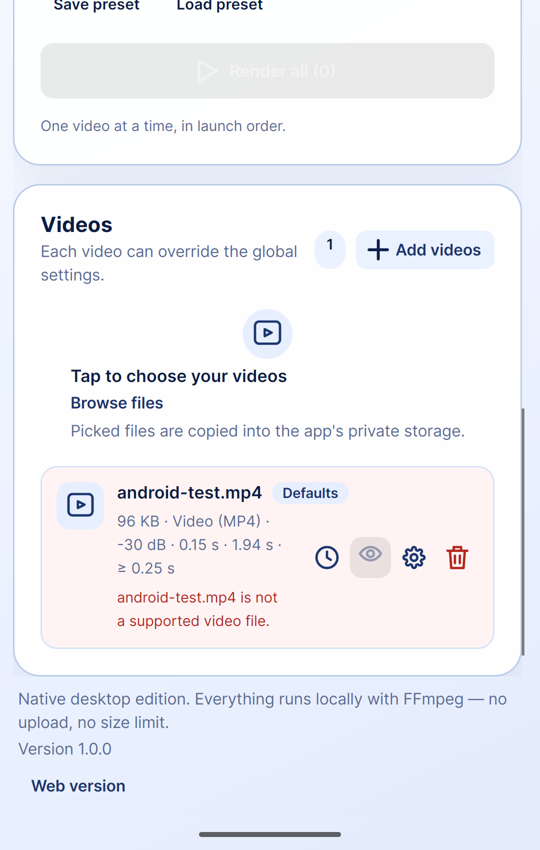 Save preset
Load preset
Render all (0)
One video at a time, in launch order.
Videos
Each video can override the global
settings.
1
Add videos
Tap to choose your videos
Browse files
Picked files are copied into the app's private storage.
android-test.mp4
Defaults
96 KB · Video (MP4) ·
-30 dB · 0.15 s · 1.94 s ·
≥ 0.25 s
android-test.mp4 is not
a supported video file.
Native desktop edition. Everything runs locally with FFmpeg — no
upload, no size limit.
Version 1.0.0
Web version